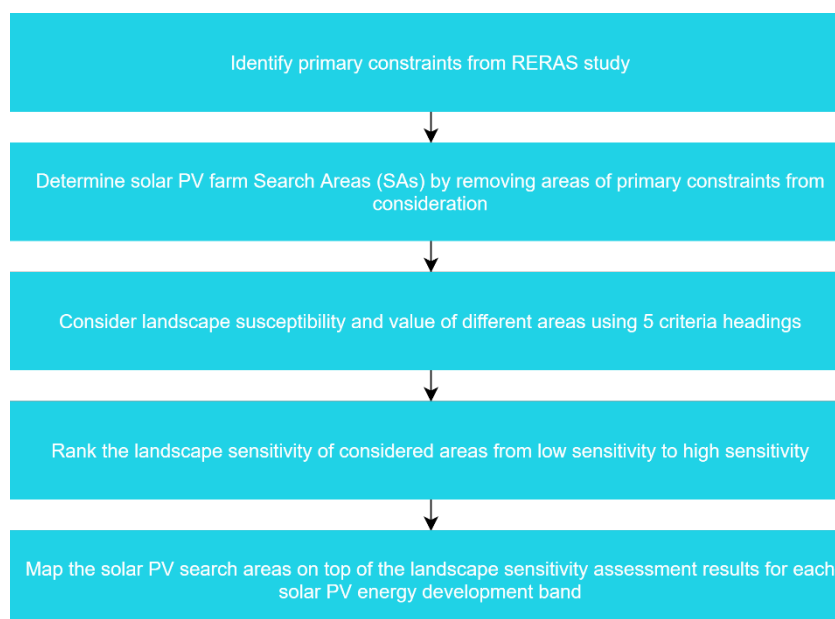 Identify primary constraints from RERAS study
Determine solar PV farm Search Areas (SAs) by removing areas of primary constraints from
consideration
Consider landscape susceptibility and value of different areas using 5 criteria headings
Rank the landscape sensitivity of considered areas from low sensitivity to high sensitivity
Map the solar PV search areas on top of the landscape sensitivity assessment results for each
solar PV energy development band